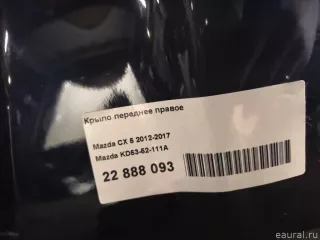 Крыло переднее правое
Mazda CX 5 2012-2017
Mazda KD53-52-111A
22 888 093
© eaural.ru